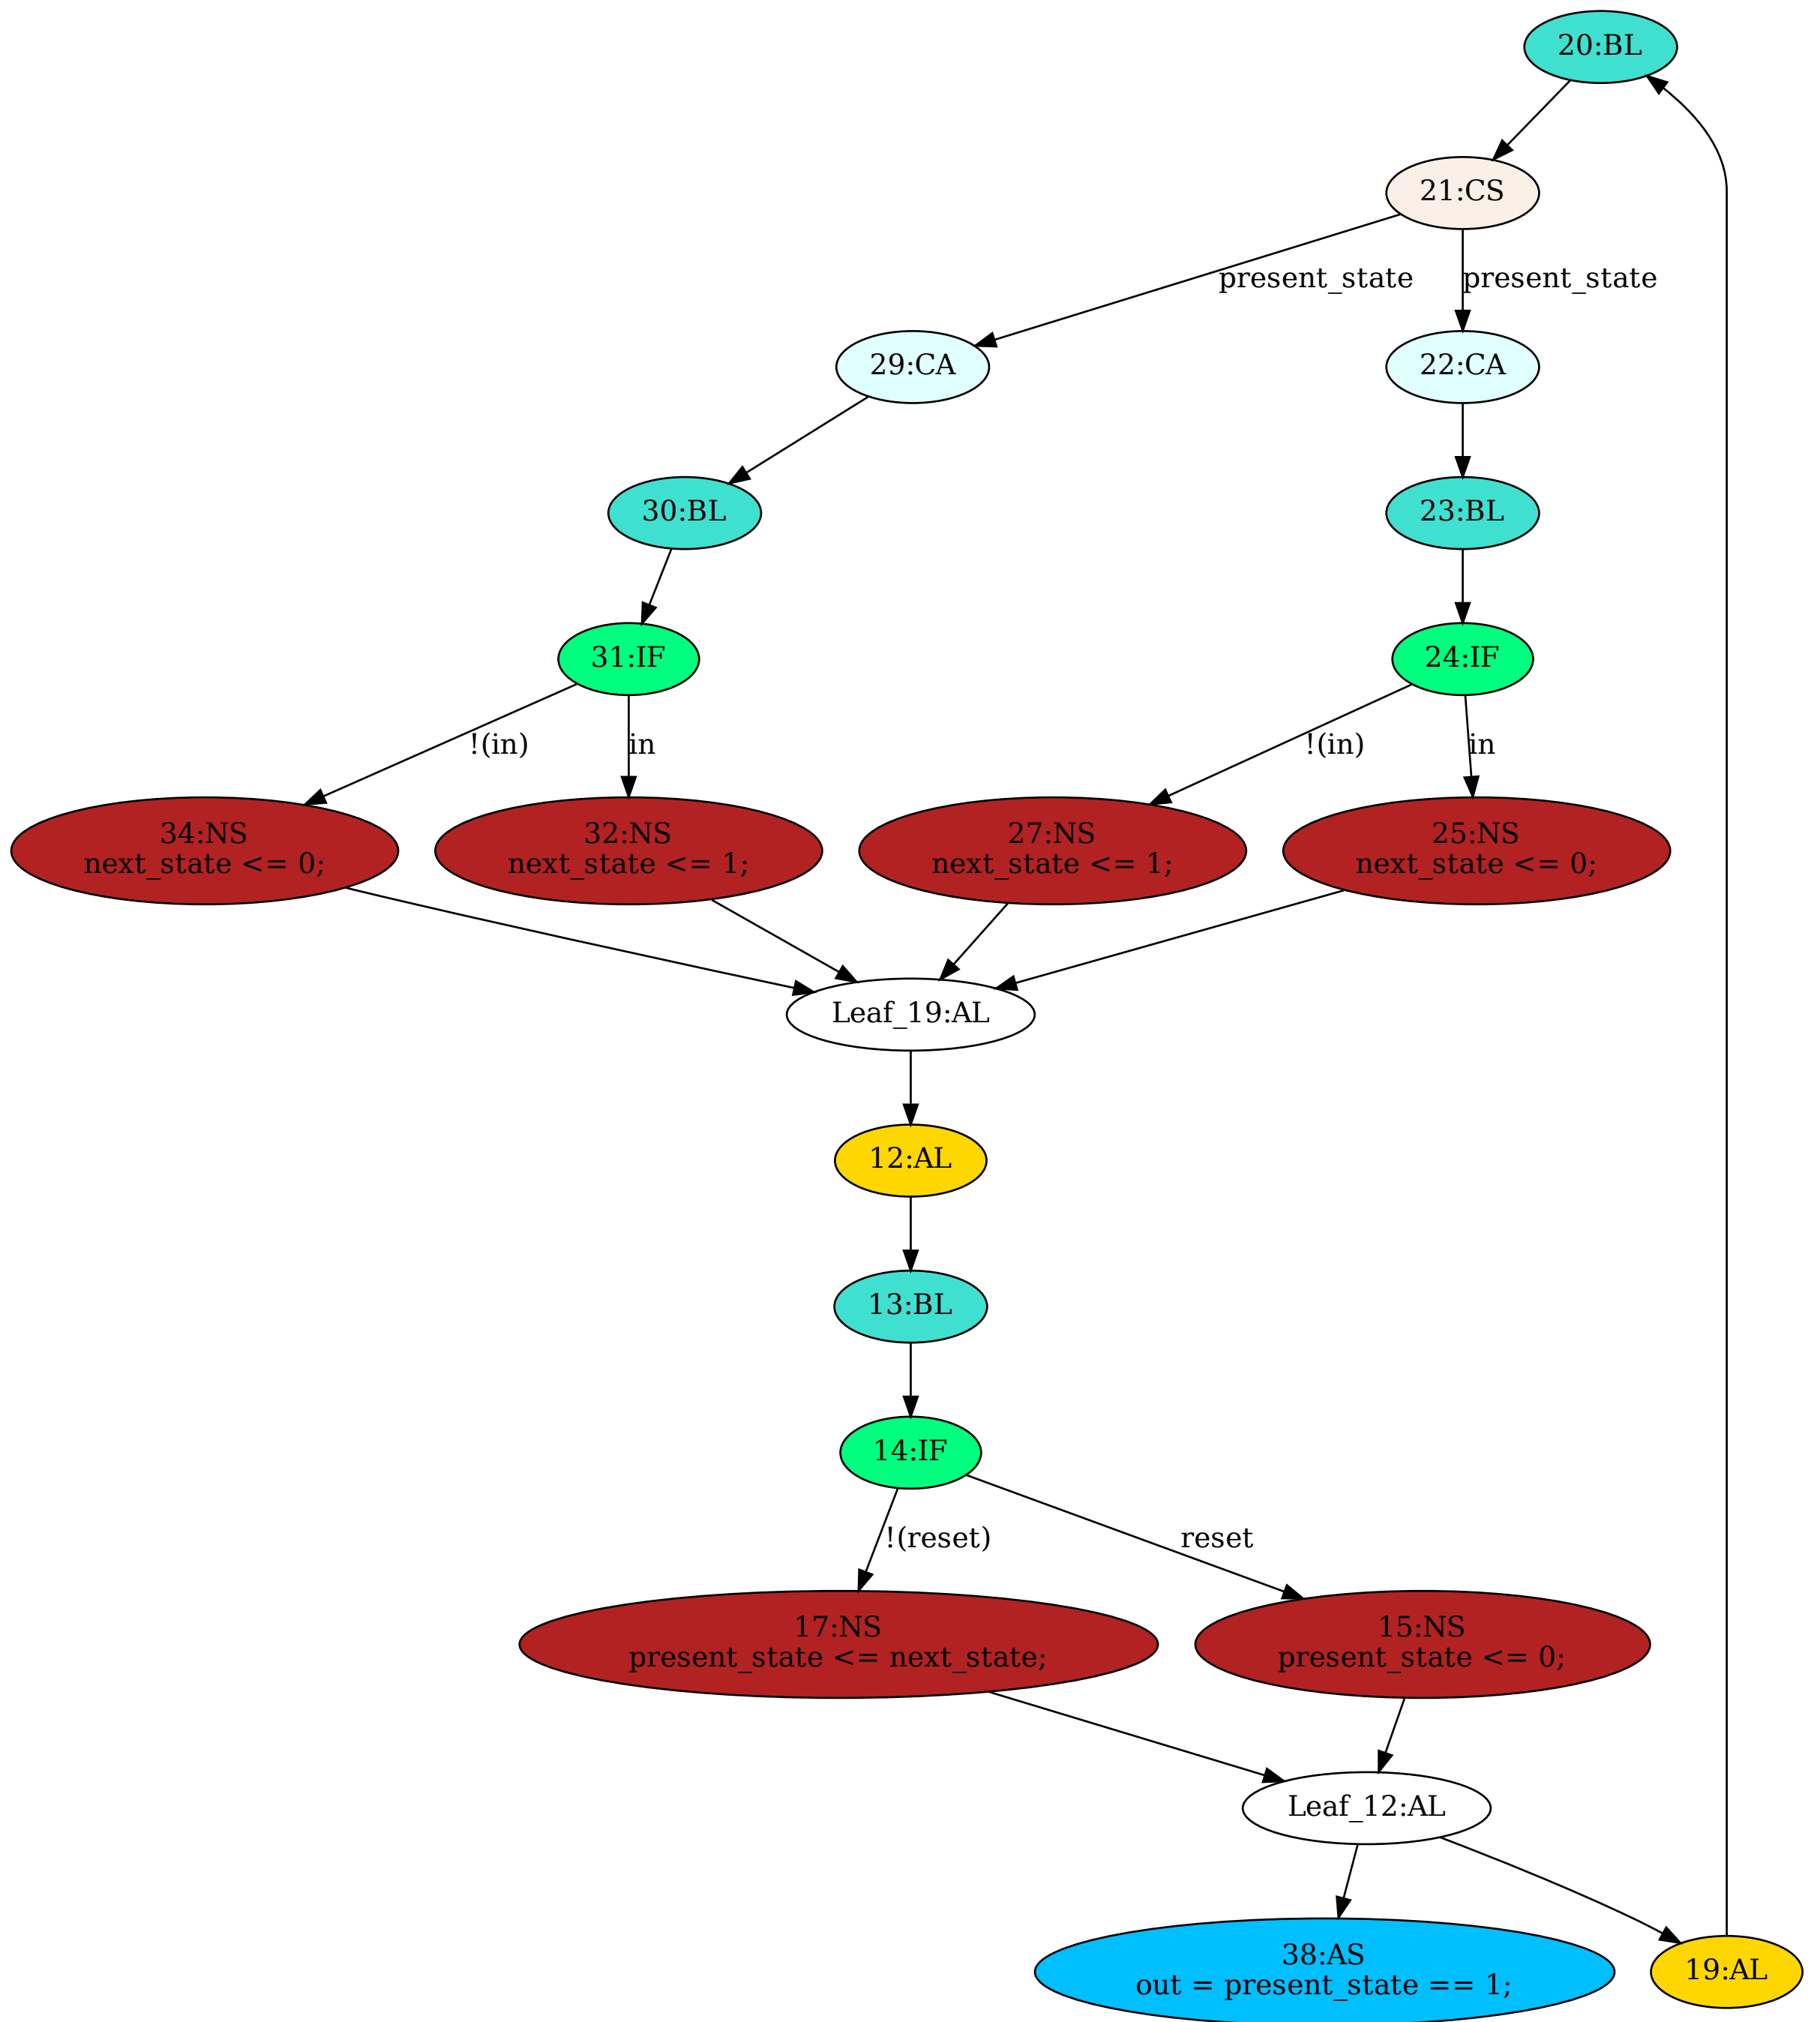 20:BL
21:CS
present_state
present_state
29:CA
22:CA
30:BL
23:BL
31:IF
24:IF
!(in)
in
!(in)
in
34:NS
next_state <= 0;
32:NS
next_state <= 1;
27:NS
next_state <= 1;
25:NS
next_state <= 0;
Leaf_19:AL
12:AL
13:BL
14:IF
!(reset)
reset
17:NS
present_state <= next_state;
15:NS
present_state <= 0;
Leaf_12:AL
38:AS
out = present_state == 1;
19:AL